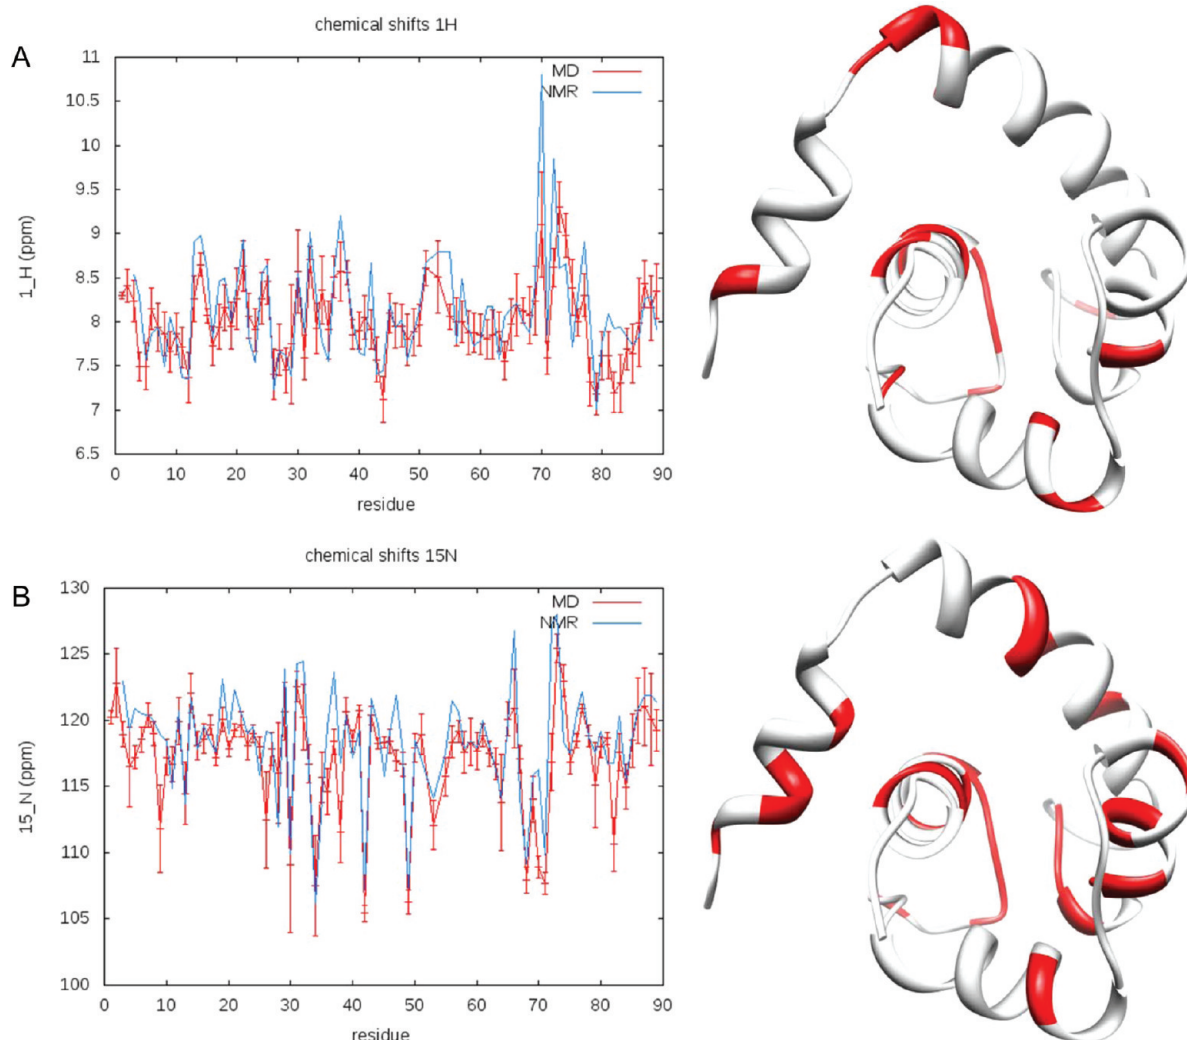 A
chemical shifts 1H
11
10.5
10
9.5
9
8.5
8
7.5
7
6.5
1_H (ppm)
MD
NMR
0 10 20 30 40 50 60 70 80 90
residue
B
chemical shifts 15N
130
125
120
115
110
105
100
15_N (ppm)
MD
NMR
0 10 20 30 40 50 60 70 80 90
residue